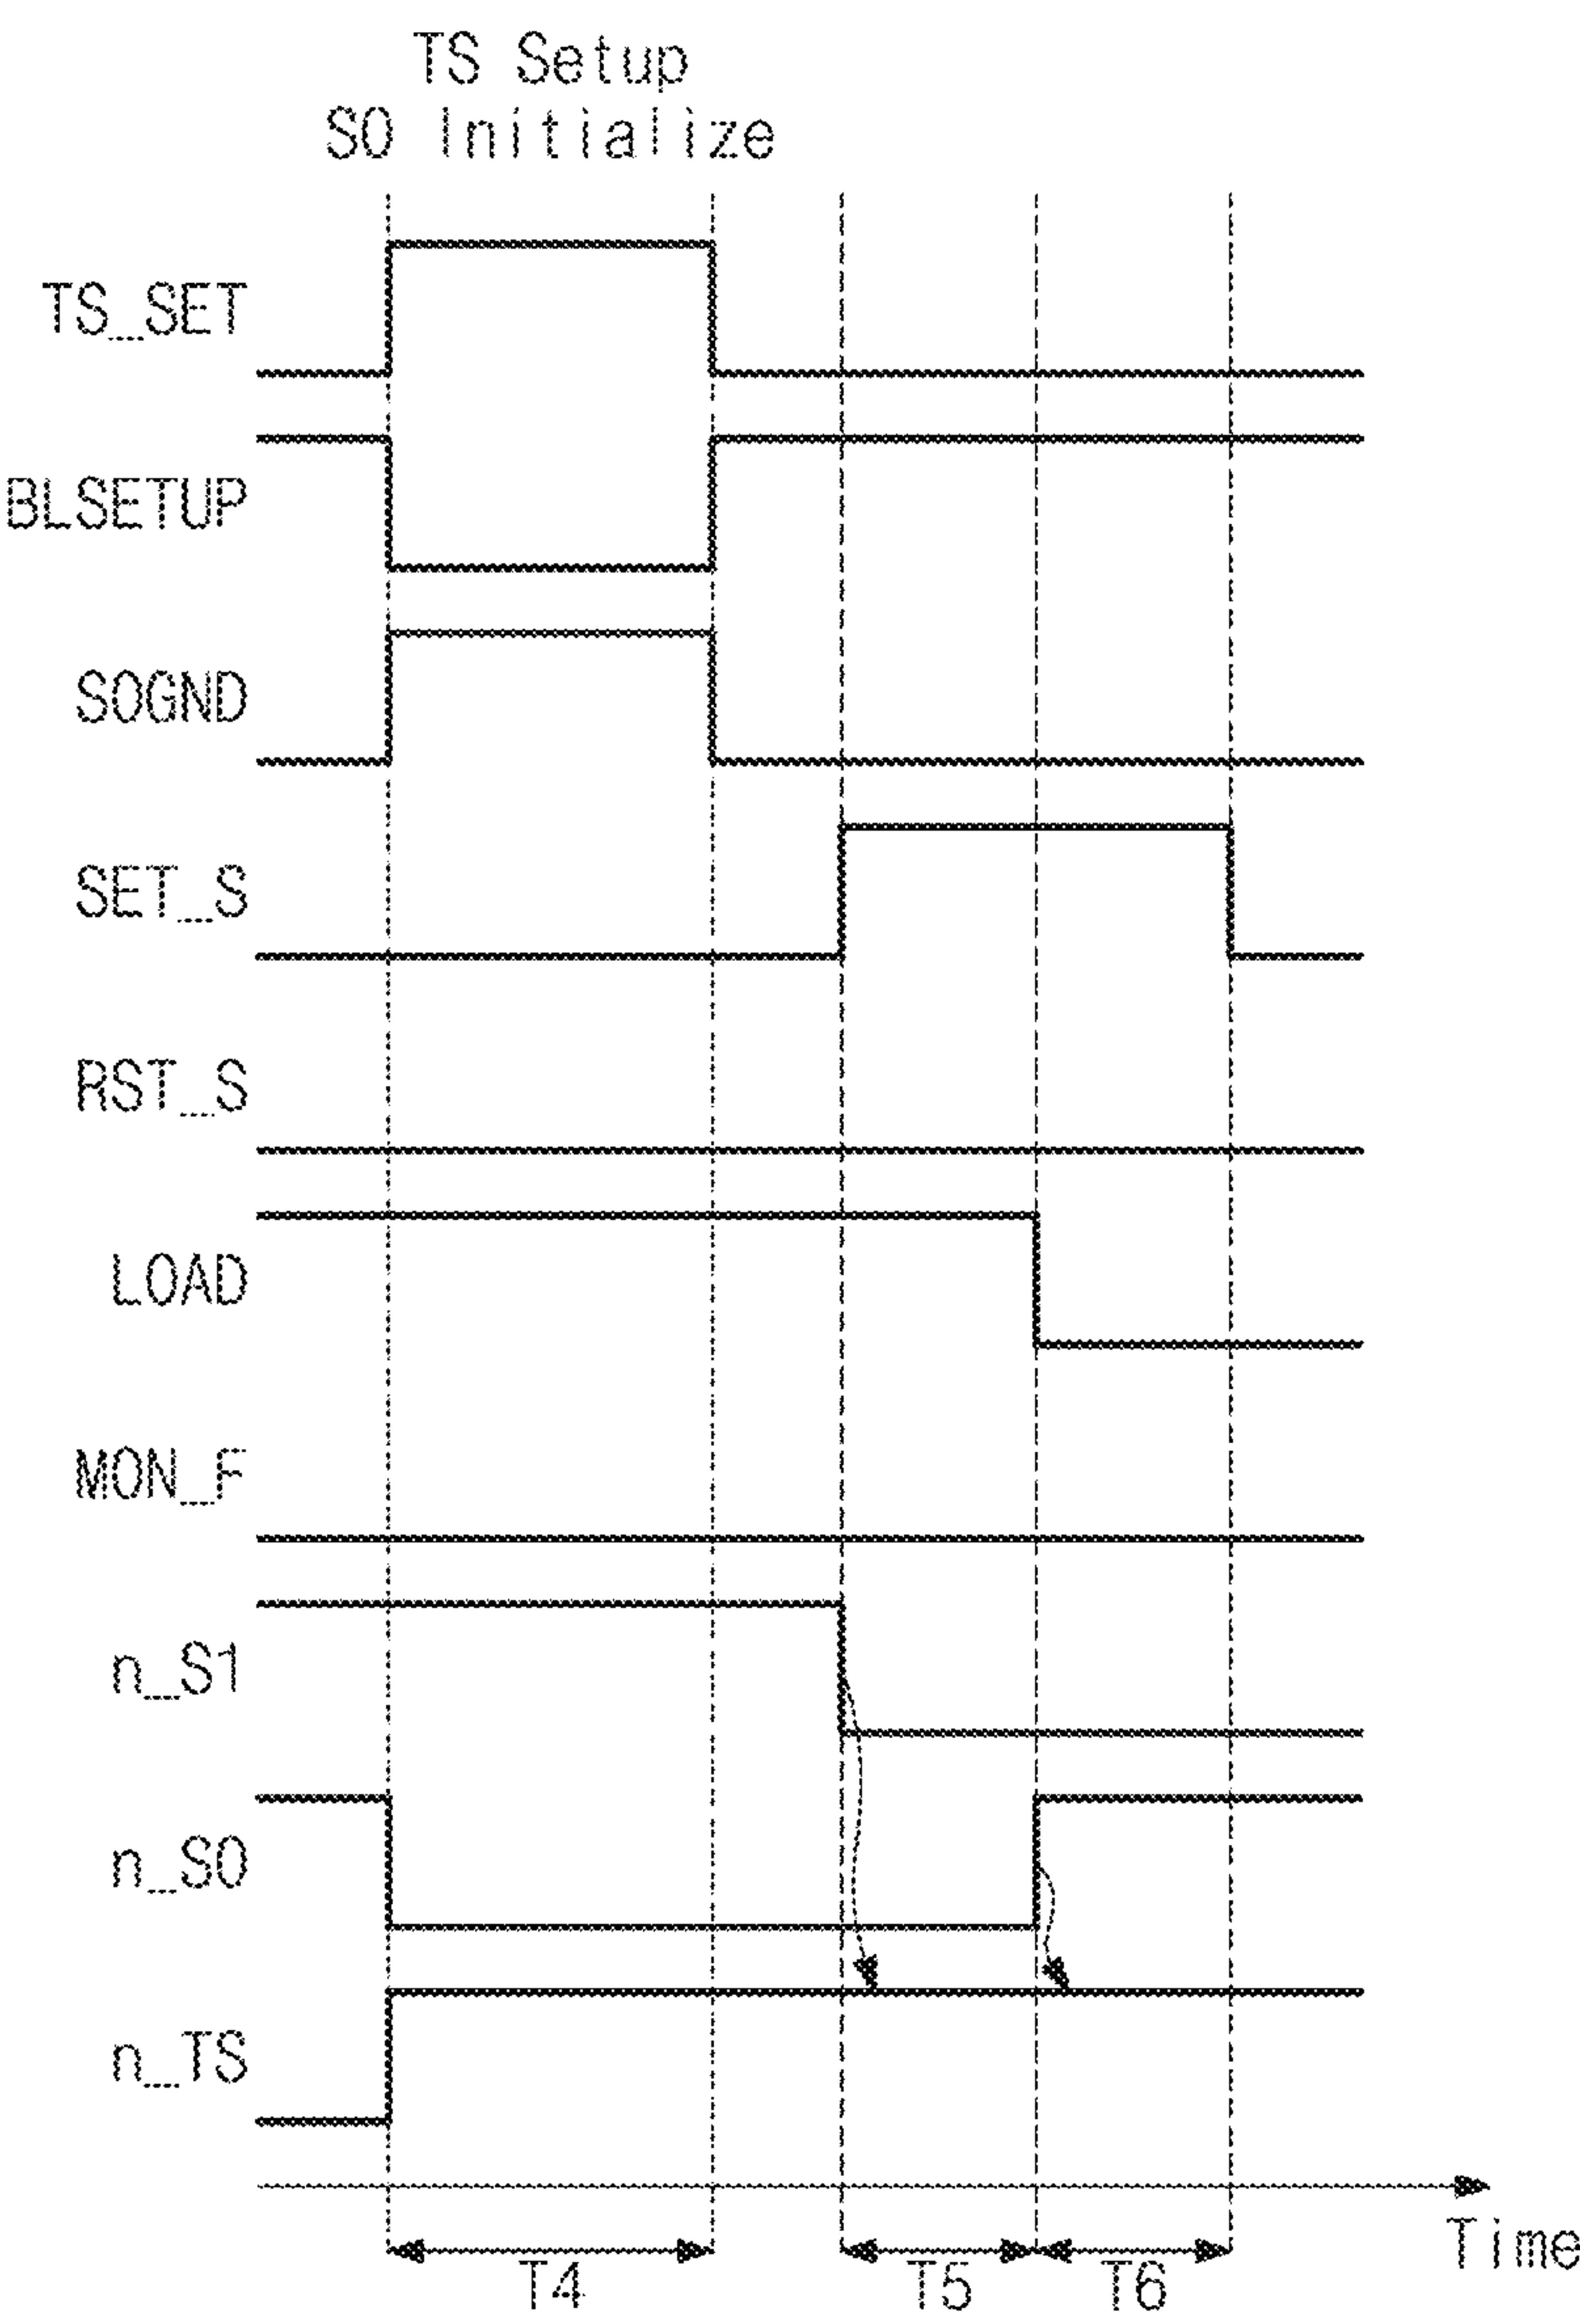 TS Setup
SO Initialize
TS_SET
BLSETUP
SOGND
SET_S
RST_S
LOAD
MON_F
n_S1
n_SO
n_TS
Time
T4
T5
T6